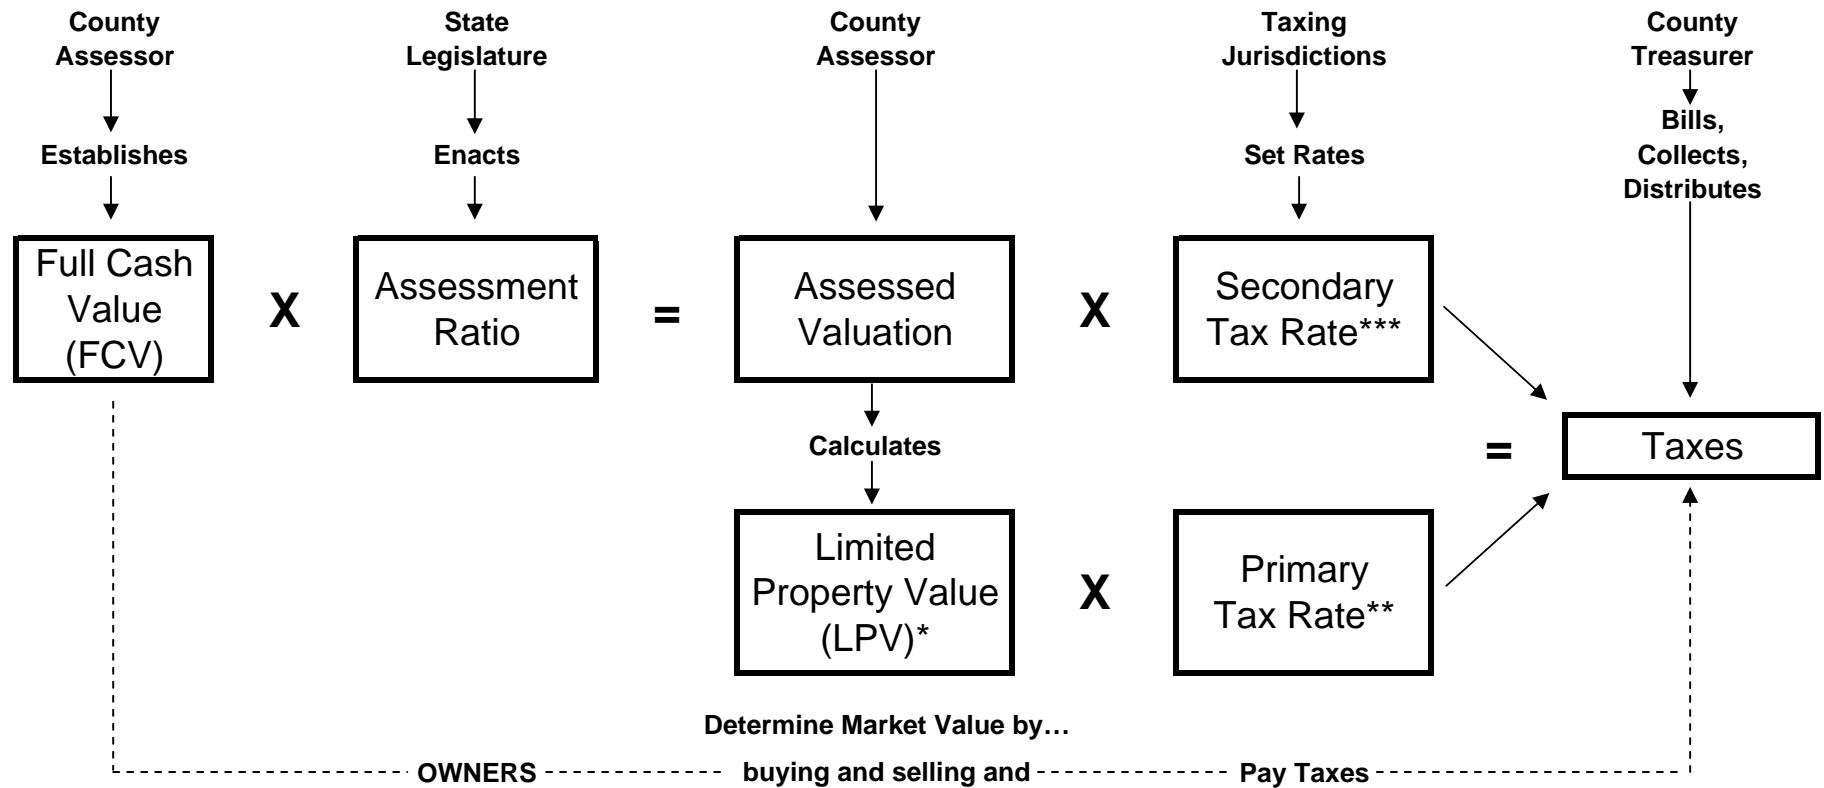 County
Assessor
State
Legislature
County
Assessor
Taxing
Jurisdictions
County
Treasurer
Establishes
Enacts
Set Rates
Bills,
Collects,
Distributes
Full Cash
Value
(FCV)
X
Assessment
Ratio
=
Assessed
Valuation
X
Secondary
Tax Rate***
Calculates
=
Taxes
Limited
Property Value
(LPV)*
X
Primary
Tax Rate**
Determine Market Value by…
OWNERS
buying and selling and
Pay Taxes